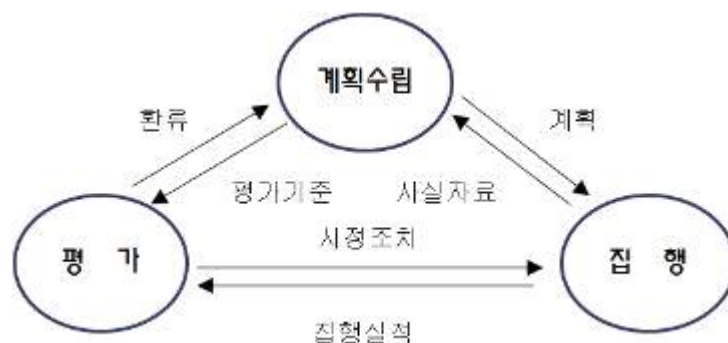 계획수립
환류
계획
평가기준
사실자료
시정조치
평 가
집 행
집행실적